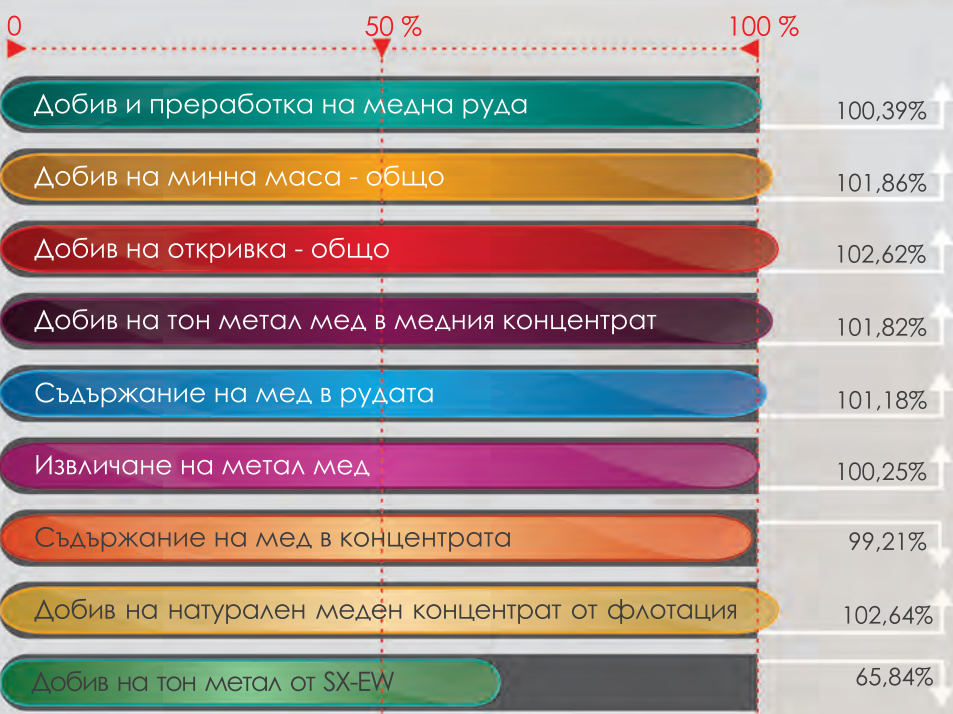 0 50 % 100 %
Добив и преработка на медна руда 100,39%
Добив на минна маса - общо 101,86%
Добив на откривка - общо 102,62%
Добив на тон метал мед в медния концентрат 101,82%
Съдържание на мед в рудата 101,18%
Извличане на метал мед 100,25%
Съдържание на мед в концентрата 99,21%
Добив на натурален меден концентрат от флотация 102,64%
Добив на тон метал от SX-EW 65,84%